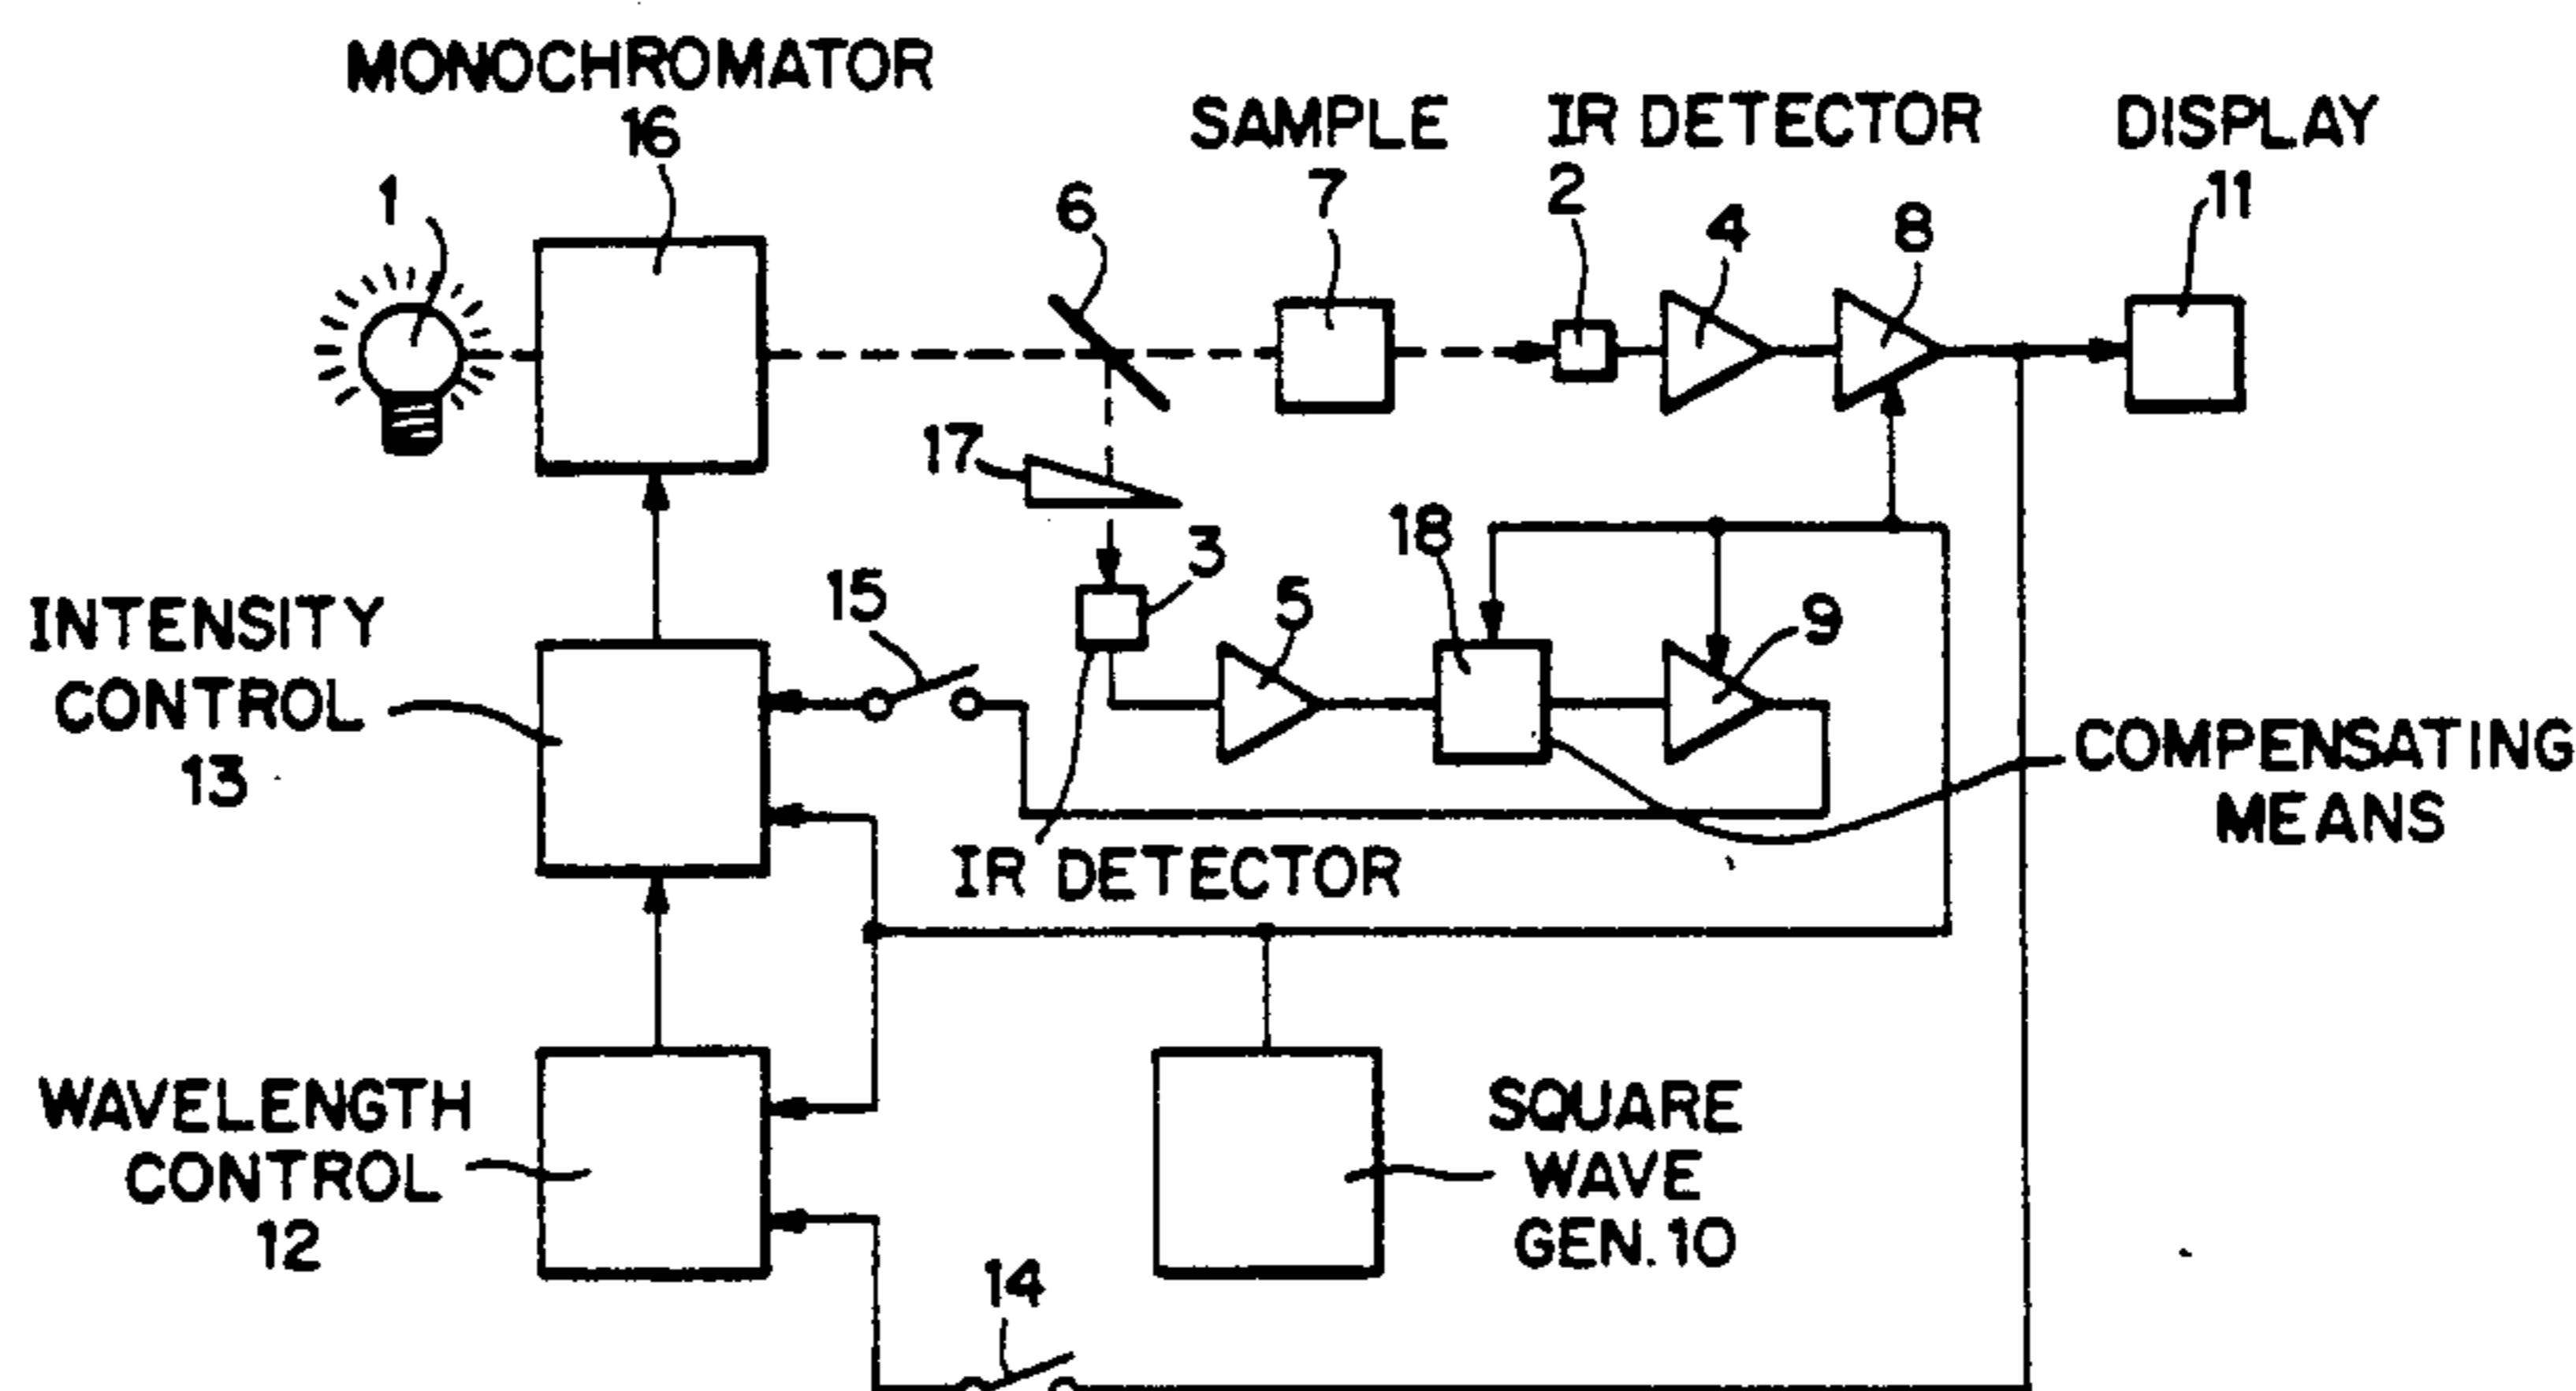 MONOCHROMATOR
16
1
6
SAMPLE
7
IR DETECTOR
2
4
8
DISPLAY
11
17
3
18
5
9
15
INTENSITY
CONTROL
13
IR DETECTOR
COMPENSATING
MEANS
WAVELENGTH
CONTROL
12
SQUARE
WAVE
GEN. 10
14